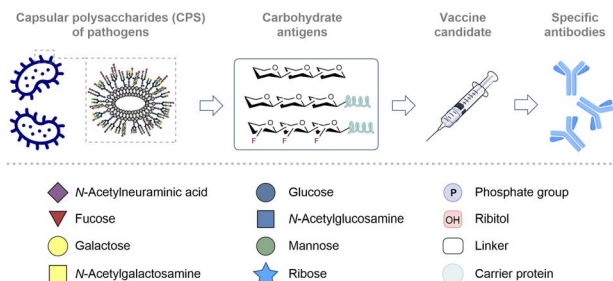 Capsular polysaccharides (CPS)
of pathogens
Carbohydrate
antigens
Vaccine
candidate
Specific
antibodies
F F F
N-Acetylneuraminic acid
Fucose
Galactose
N-Acetylgalactosamine
Glucose
N-Acetylglucosamine
Mannose
Ribose
P Phosphate group
OH Ribitol
Linker
Carrier protein